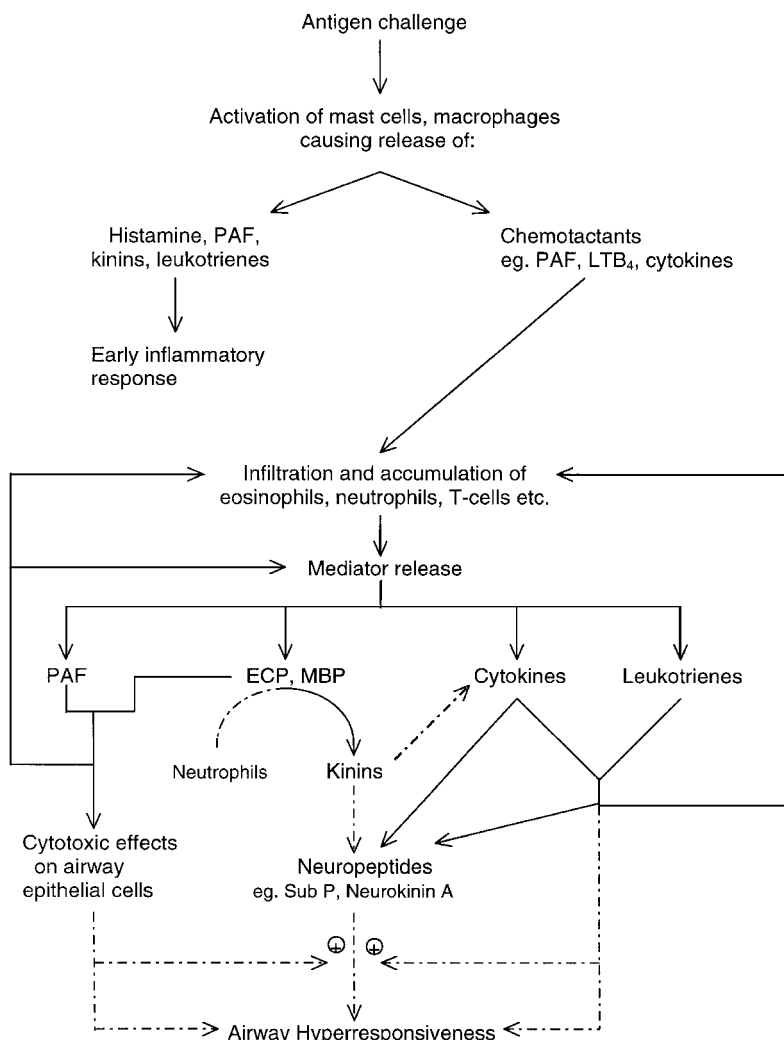 Antigen challenge
Activation of mast cells, macrophages
causing release of:
Histamine, PAF,
kinins, leukotrienes
Chemotactants
eg. PAF, LTB₄, cytokines
Early inflammatory
response
Infiltration and accumulation of
eosinophils, neutrophils, T-cells etc.
Mediator release
PAF
ECP, MBP
Cytokines
Leukotrienes
Neutrophils
Kinins
Cytotoxic effects
on airway
epithelial cells
Neuropeptides
eg. Sub P, Neurokinin A
+ +
Airway Hyperresponsiveness